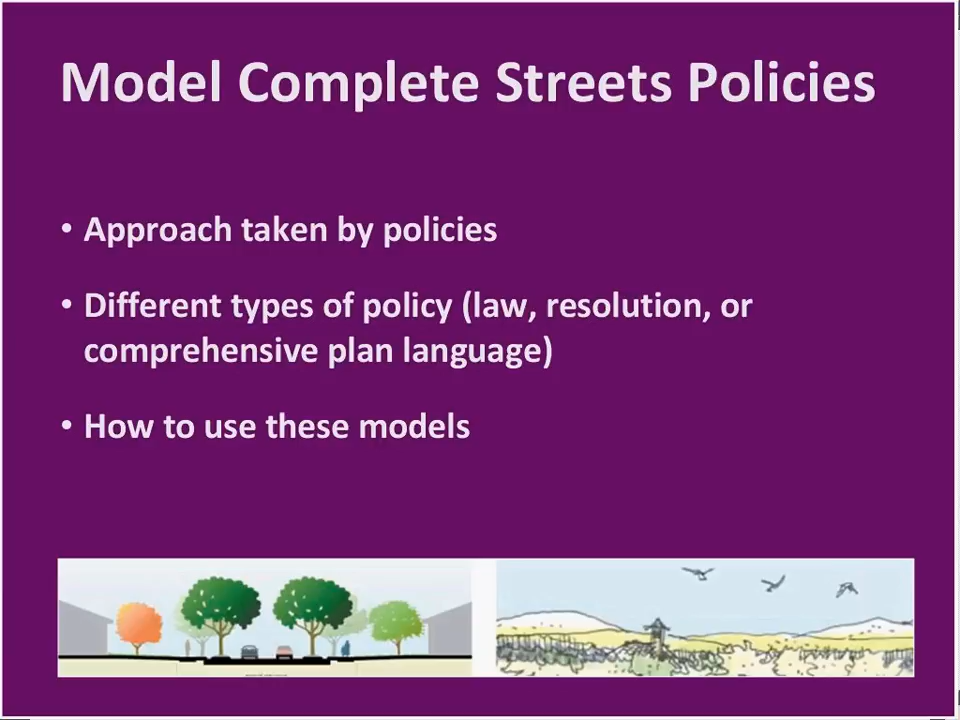 Model Complete Streets Policies
• Approach taken by policies
• Different types of policy (law, resolution, or
comprehensive plan language)
• How to use these models